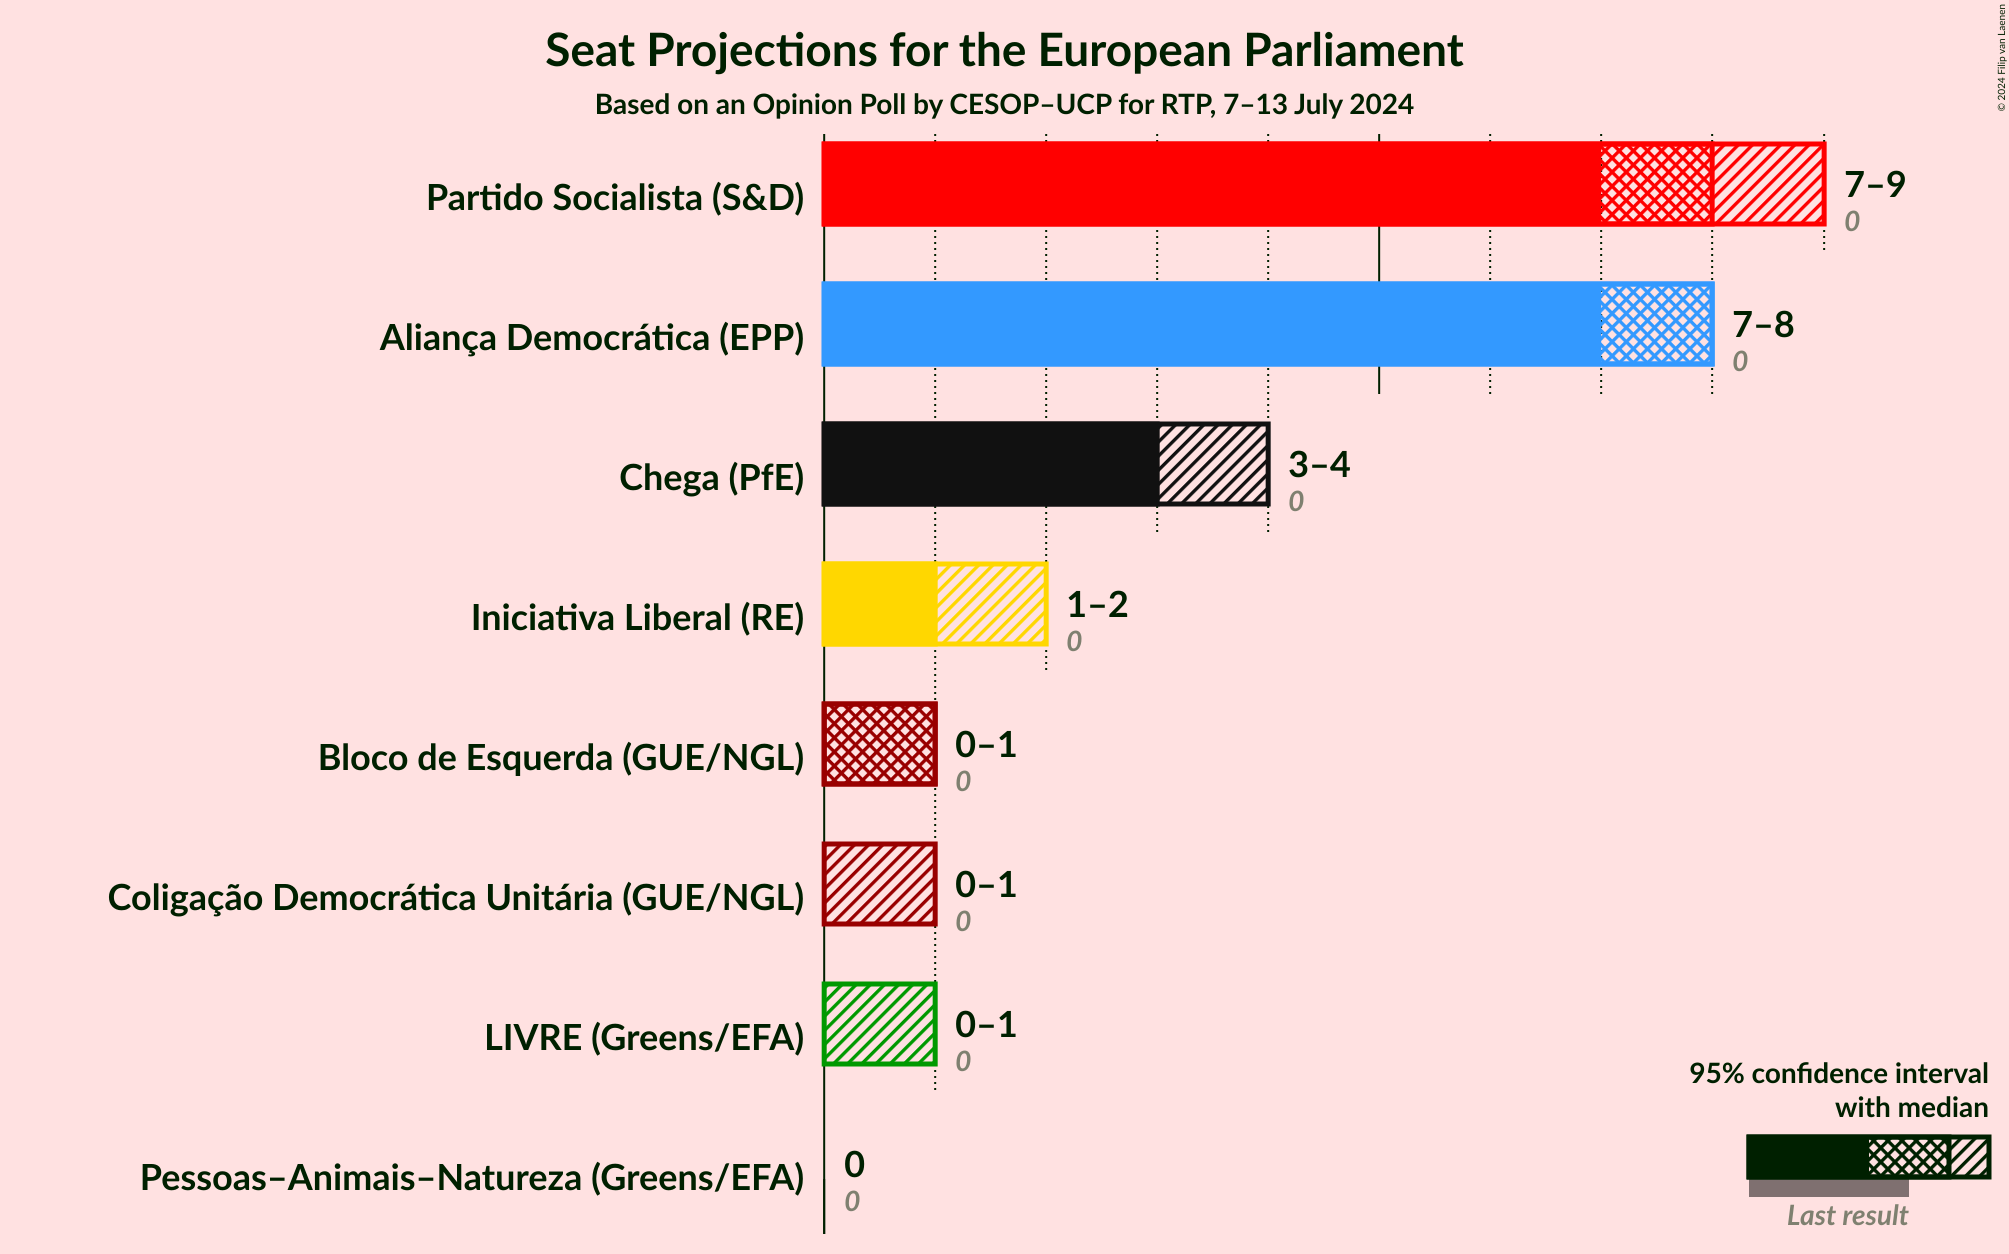 Seat Projections for the European Parliament
Based on an Opinion Poll by CESOP–UCP for RTP, 7–13 July 2024
© 2024 Filip van Laenen
Partido Socialista (S&D)
7–9
0
Aliança Democrática (EPP)
7–8
0
Chega (PfE)
3–4
0
Iniciativa Liberal (RE)
1–2
0
Bloco de Esquerda (GUE/NGL)
0–1
0
Coligação Democrática Unitária (GUE/NGL)
0–1
0
LIVRE (Greens/EFA)
0–1
0
Pessoas–Animais–Natureza (Greens/EFA)
0
0
95% confidence interval
with median
Last result